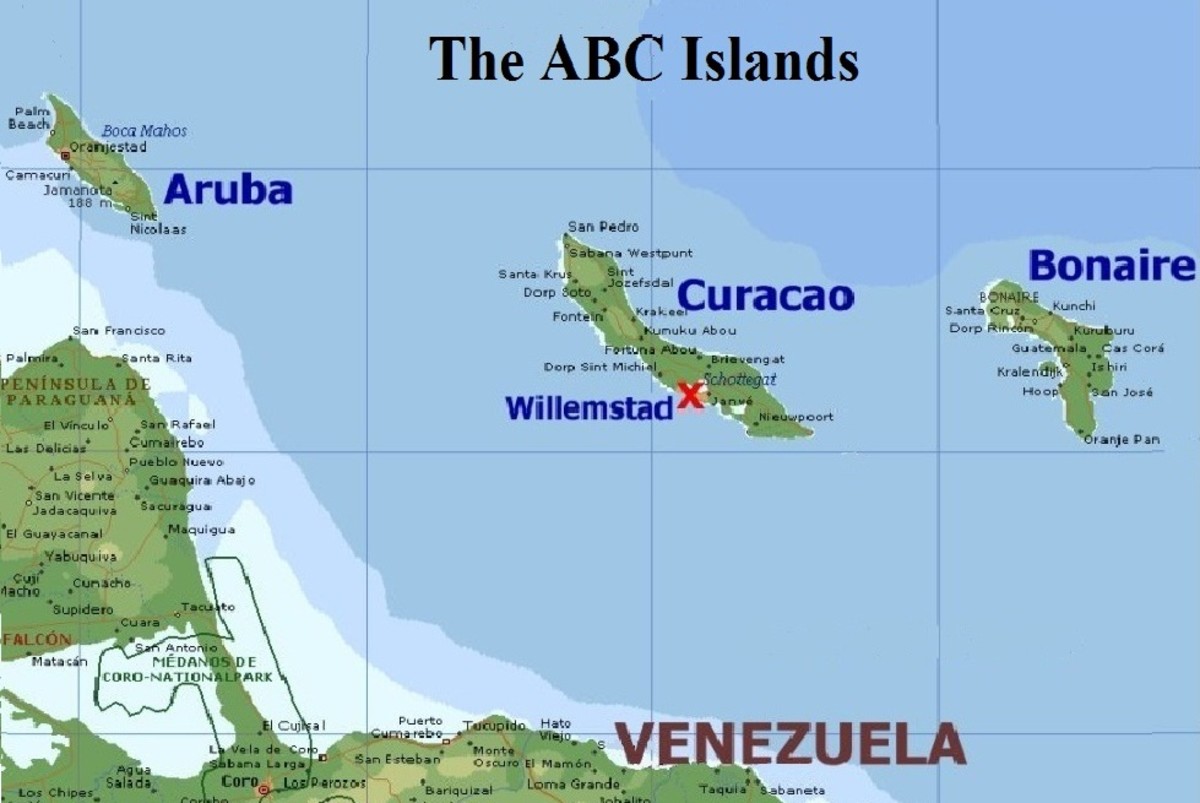 The ABC Islands
Palm
Beach
Boca Mahos
Oranjestad
Camacuri
Jamanota
188 m
Sint
Nicolaas
Aruba
San Pedro
Sabana Westpunt
Santa Krus
Sint
Jozefsdal
Dorp Soto
Curacao
Fontein
Krakeel
Kumuku Abou
Fortuna Abou
Brievengat
Dorp Sint Michiel
Schottegat
X
Willemstad
Janvé
Nieuwpoort
Bonaire
BONAIRE
Santa Cruz
Kunchi
Dorp Rincón
Kuruburu
Guatemala
Cas Corá
Kralendijk
Ishiri
Hoop
San José
Oranje Pan
San Francisco
Palmira
Santa Rita
PENÍNSULA DE
PARAGUANÁ
El Vínculo
San Rafael
Las Delicias
Cumairebo
Pueblo Nuevo
La Selva
Guaquira Abajo
San Vicente
Jadacaquiva
Sacuragua
El Guayacanal
Maquigua
Yabuquiva
Cuji
Macho
Cunacho
Supidero
Tacuato
Cuara
FALCÓN
San Antonio
Matacán
MÉDANOS DE
CORO-NATIONALPARK
El Cujisal
Puerto
Cumarebo
Tucupido
Hato
Viejo
S
VENEZUELA
La Vela de Coro
Sabana Larga
San Esteban
Monte
Oscuro
El Mamón
Agua
Salada
Coro
Los Perozos
Loma Grande
Los Chipes
Bariquizal
Taquia
Sabaneta